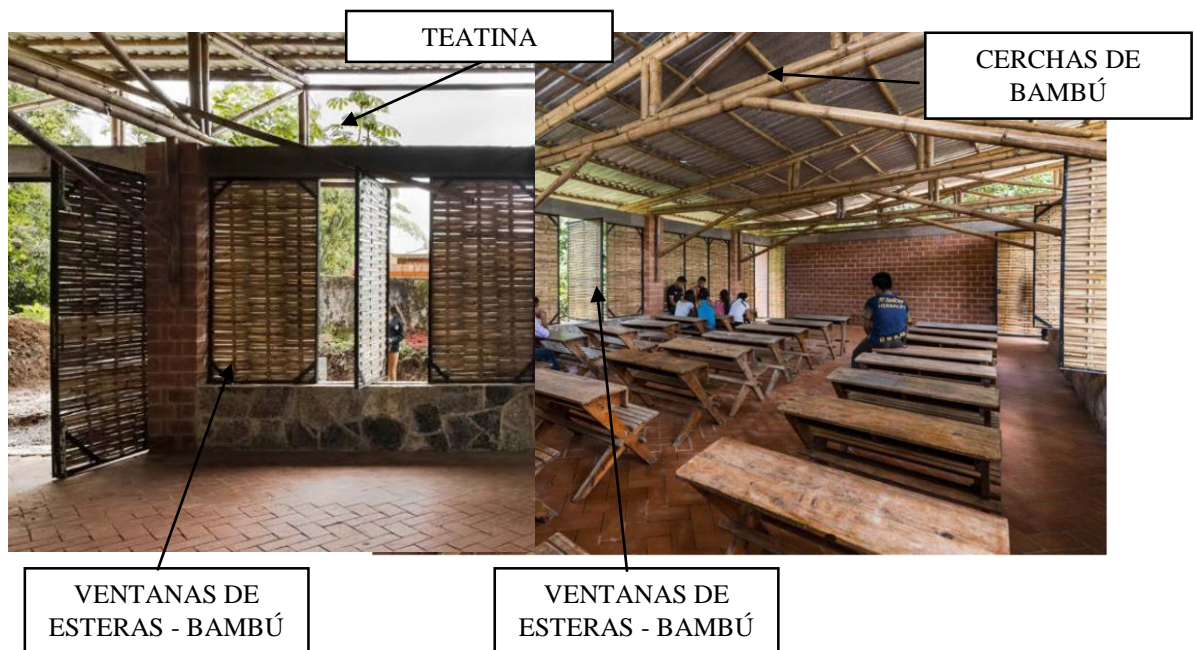 TEATINA
CERCHAS DE
BAMBÚ
VENTANAS DE
ESTERAS - BAMBÚ
VENTANAS DE
ESTERAS - BAMBÚ